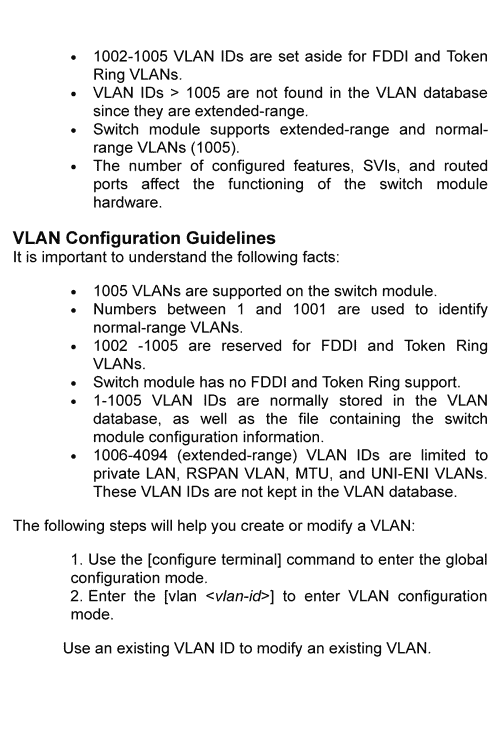 • 1002-1005 VLAN IDs are set aside for FDDI and Token
Ring VLANs.
• VLAN IDs > 1005 are not found in the VLAN database
since they are extended-range.
• Switch module supports extended-range and normal-
range VLANs (1005).
• The number of configured features, SVIs, and routed
ports affect the functioning of the switch module
hardware.
VLAN Configuration Guidelines
It is important to understand the following facts:
• 1005 VLANs are supported on the switch module.
• Numbers between 1 and 1001 are used to identify
normal-range VLANs.
• 1002 -1005 are reserved for FDDI and Token Ring
VLANs.
• Switch module has no FDDI and Token Ring support.
• 1-1005 VLAN IDs are normally stored in the VLAN
database, as well as the file containing the switch
module configuration information.
• 1006-4094 (extended-range) VLAN IDs are limited to
private LAN, RSPAN VLAN, MTU, and UNI-ENI VLANs.
These VLAN IDs are not kept in the VLAN database.
The following steps will help you create or modify a VLAN:
1. Use the [configure terminal] command to enter the global
configuration mode.
2. Enter the [vlan <vlan-id>] to enter VLAN configuration
mode.
Use an existing VLAN ID to modify an existing VLAN.